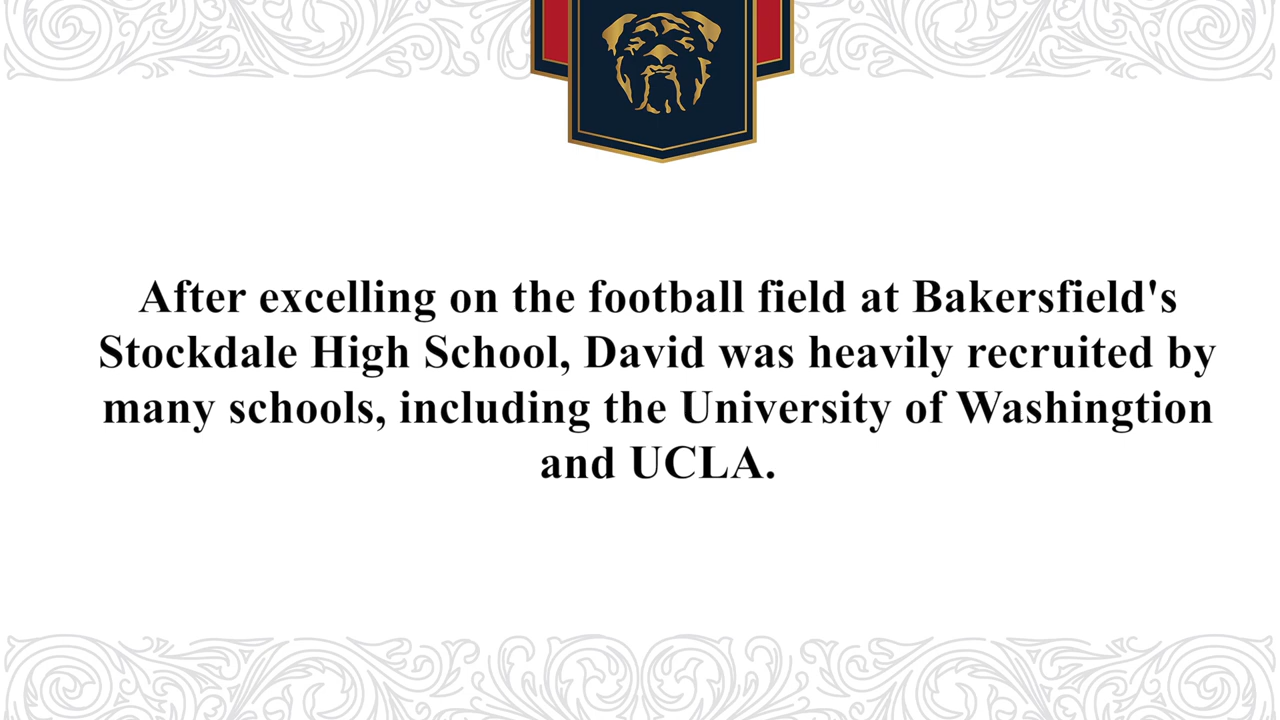 After excelling on the football field at Bakersfield's
Stockdale High School, David was heavily recruited by
many schools, including the University of Washingtion
and UCLA.